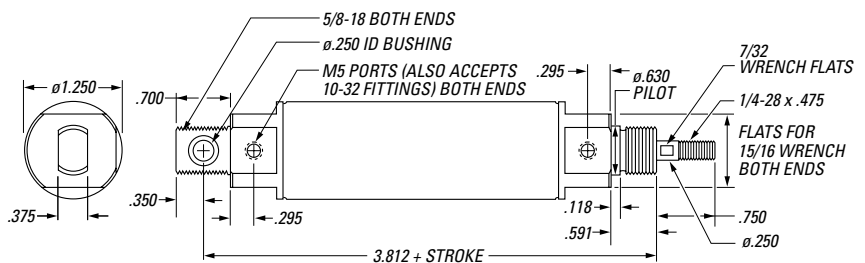 5/8-18 BOTH ENDS
ø.250 ID BUSHING
M5 PORTS (ALSO ACCEPTS
10-32 FITTINGS) BOTH ENDS
ø1.250
.700
.295
ø.630
PILOT
7/32
WRENCH FLATS
1/4-28 x .475
FLATS FOR
15/16 WRENCH
BOTH ENDS
.375
.350
.295
.118
.591
.750
ø.250
3.812 + STROKE